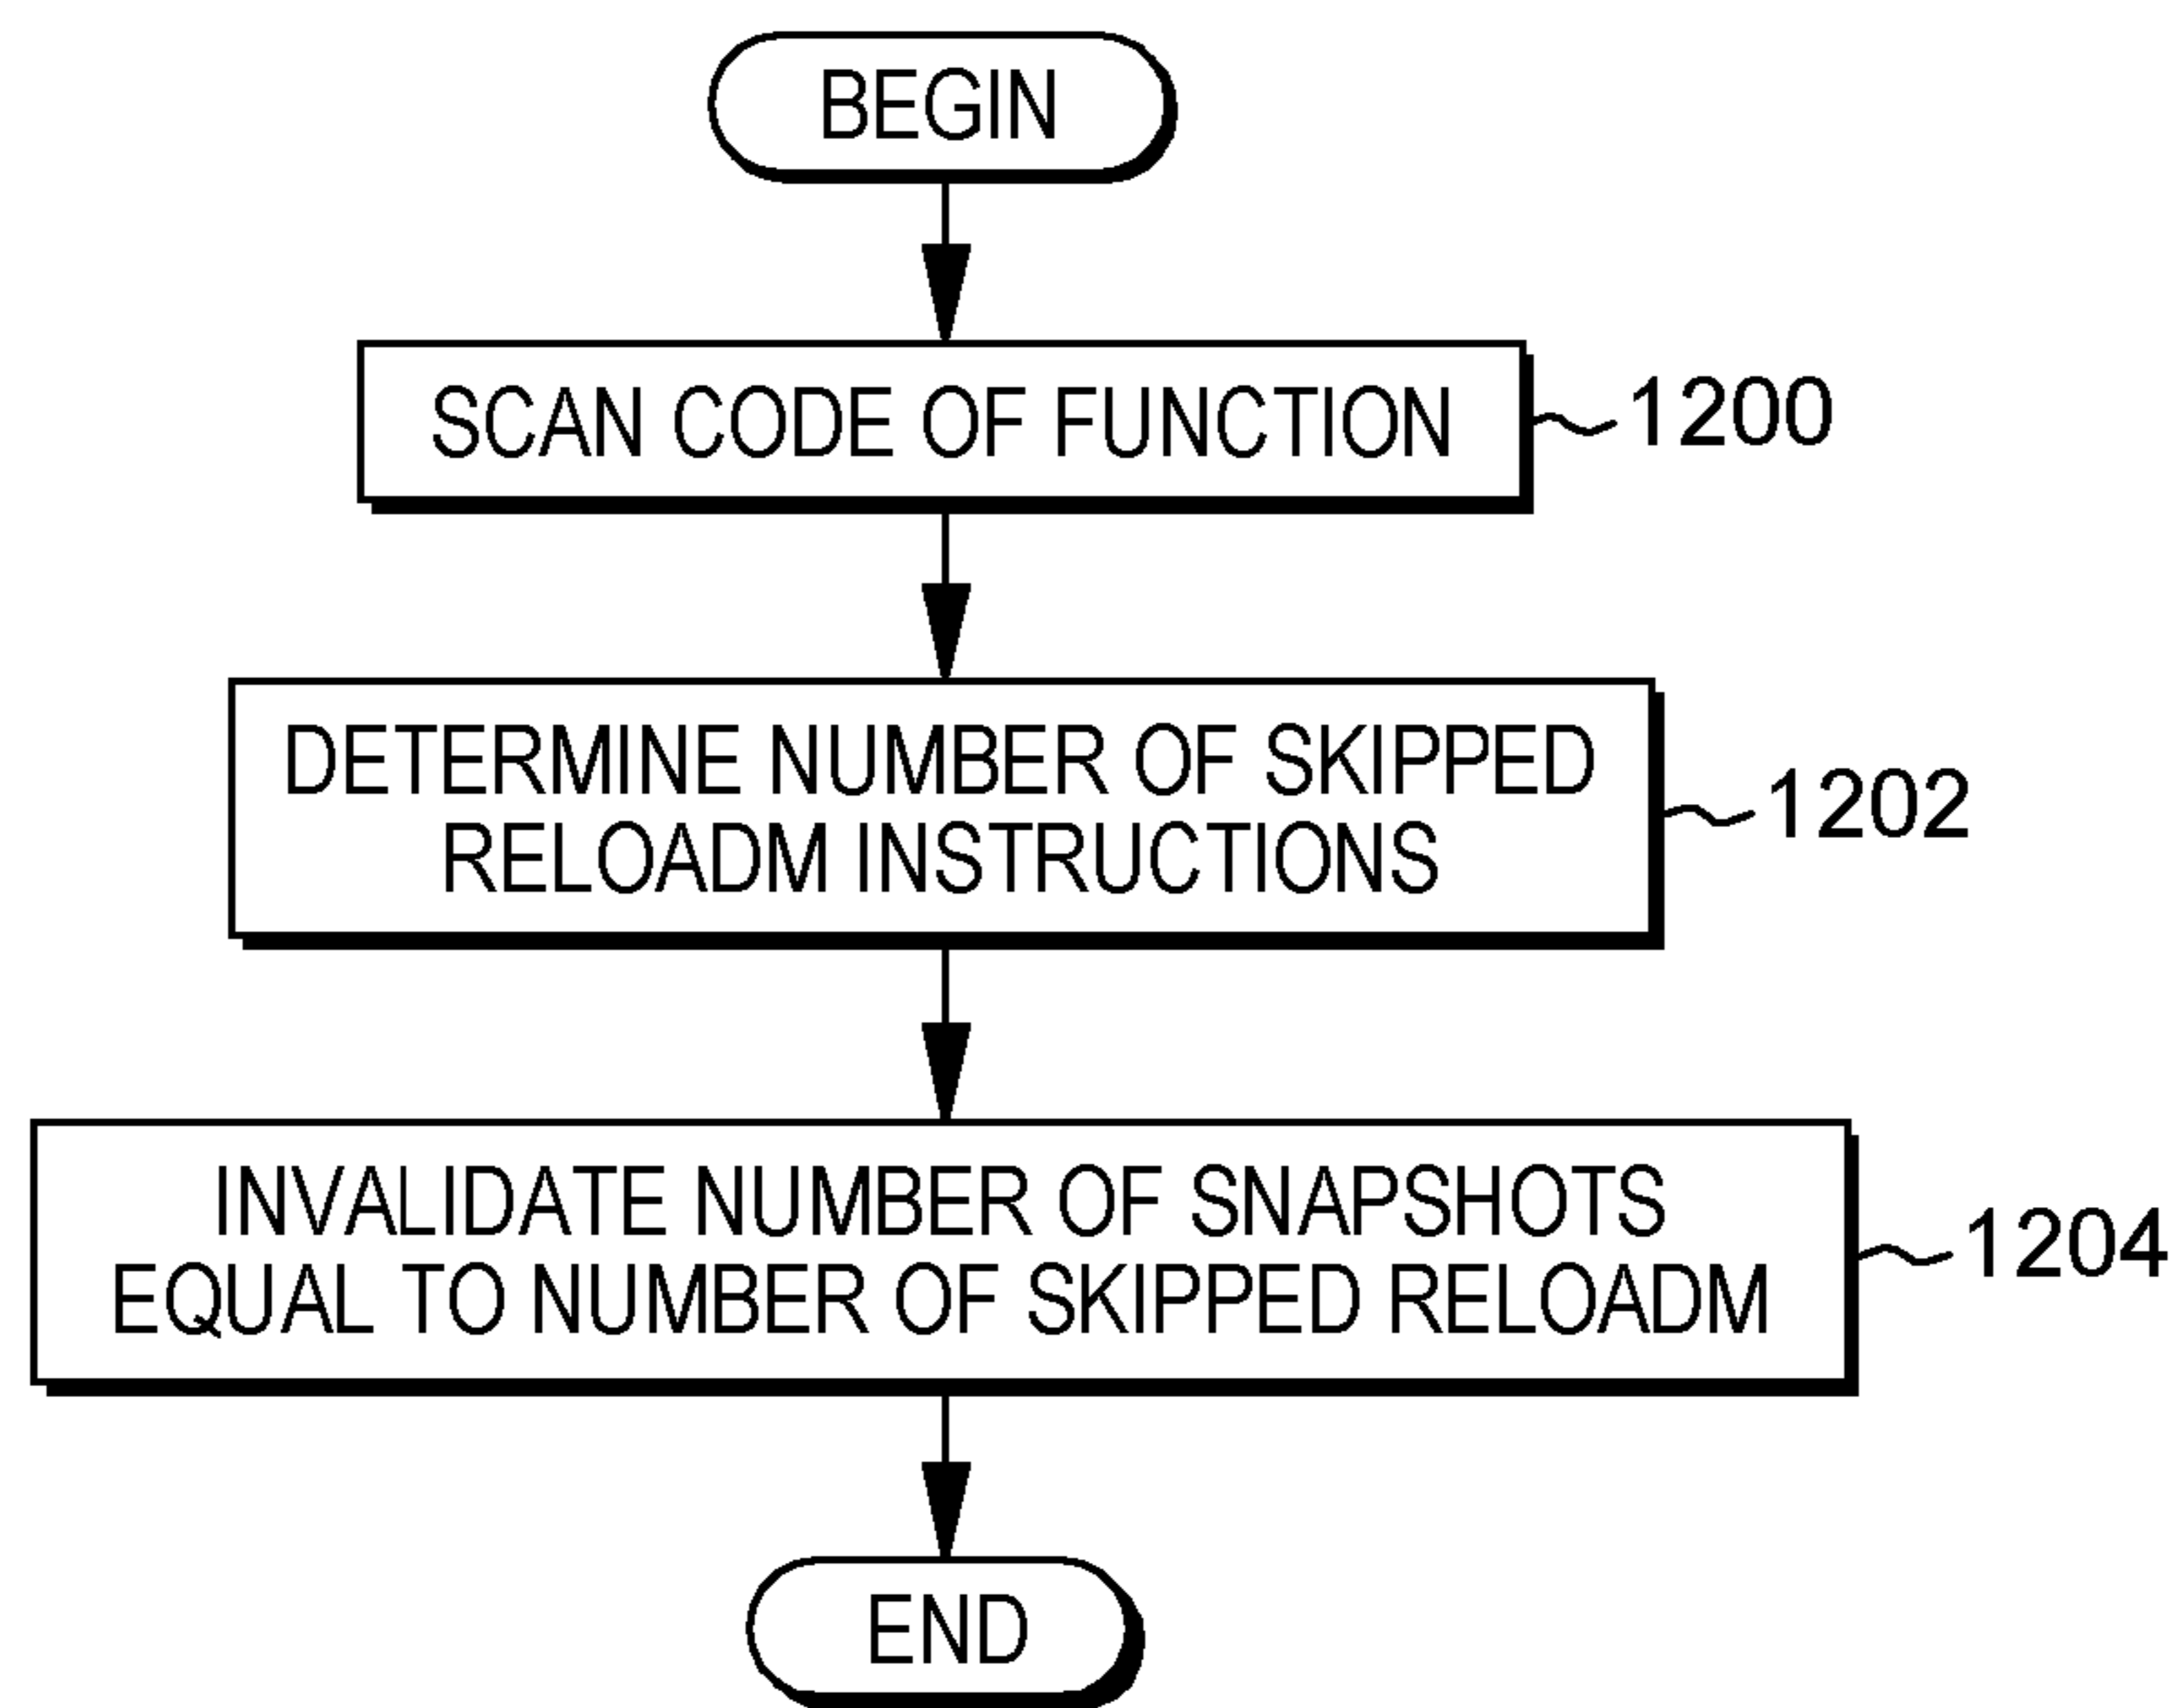 BEGIN
SCAN CODE OF FUNCTION
1200
DETERMINE NUMBER OF SKIPPED
RELOADM INSTRUCTIONS
1202
INVALIDATE NUMBER OF SNAPSHOTS
EQUAL TO NUMBER OF SKIPPED RELOADM
1204
END